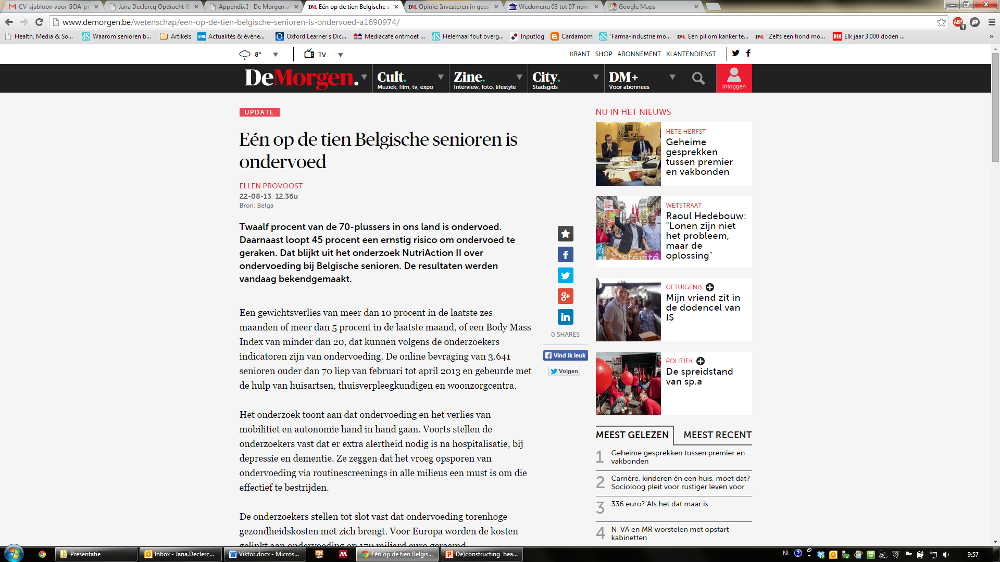 CV-sjabloon voor GOA-pr
Jana Declercq Opdracht G
Appendix I - De Morgen a
DM. Eén op de tien Belgische s
DM. Opinie: Investeren in gees
Weekmenu 03 tot 07 nove
Google Maps
www.demorgen.be/wetenschap/een-op-de-tien-belgische-senioren-is-ondervoed-a1690974/
ABP 1
Health, Media & So...
dS Waarom senioren b...
Artikels
UNIL Actualités & événe...
Oxford Learner's Dic...
Mediacafé ontmoet ...
dS Helemaal fout overg...
Inputlog
Cardamom
dS 'Farma-industrie mo...
DM. Een pil om kanker te...
DM. "Zelfs een hond mo...
HLN Elk jaar 3.000 doden ...
8°
TV
KRANT SHOP ABONNEMENT KLANTENDIENST
DeMorgen.
Cult.
Muziek, film, tv, expo
Zine.
Interview, foto, lifestyle
City.
Stadsgids
DM+
Voor abonnees
Inloggen
UPDATE
Eén op de tien Belgische senioren is
ondervoed
ELLEN PROVOOST
22-08-13, 12.36u
Bron: Belga
Twaalf procent van de 70-plussers in ons land is ondervoed.
Daarnaast loopt 45 procent een ernstig risico om ondervoed te
geraken. Dat blijkt uit het onderzoek NutriAction II over
ondervoeding bij Belgische senioren. De resultaten werden
vandaag bekendgemaakt.
Een gewichtsverlies van meer dan 10 procent in de laatste zes
maanden of meer dan 5 procent in de laatste maand, of een Body Mass
Index van minder dan 20, dat kunnen volgens de onderzoekers
indicatoren zijn van ondervoeding. De online bevraging van 3.641
senioren ouder dan 70 liep van februari tot april 2013 en gebeurde met
de hulp van huisartsen, thuisverpleegkundigen en woonzorgcentra.
Het onderzoek toont aan dat ondervoeding en het verlies van
mobilitiet en autonomie hand in hand gaan. Voorts stellen de
onderzoekers vast dat er extra alertheid nodig is na hospitalisatie, bij
depressie en dementie. Ze zeggen dat het vroeg opsporen van
ondervoeding via routinescreenings in alle milieus een must is om die
effectief te bestrijden.
De onderzoekers stellen tot slot vast dat ondervoeding torenhoge
gezondheidskosten met zich brengt. Voor Europa worden de kosten
gelinkt aan ondervoeding op 170 miljard euro geraamd.
0 SHARES
Vind ik leuk
Volgen
NU IN HET NIEUWS
HETE HERFST
Geheime
gesprekken
tussen premier
en vakbonden
WETSTRAAT
Raoul Hedebouw:
"Lonen zijn niet
het probleem,
maar de
oplossing"
GETUIGENIS
Mijn vriend zit in
de dodencel van
IS
POLITIEK
De spreidstand
van sp.a
MEEST GELEZEN MEEST RECENT
1 Geheime gesprekken tussen premier en
vakbonden
2 Carrière, kinderen én een huis, moet dat?
Socioloog pleit voor rustiger leven voor
3 336 euro? Als het dat maar is
4 N-VA en MR worstelen met opstart
kabinetten
Presentatie
Inbox - Jana.Declerc...
Viktor.docx - Micros...
EN
Eén op de tien Belgis...
De)constructing hea...
NL
9:57